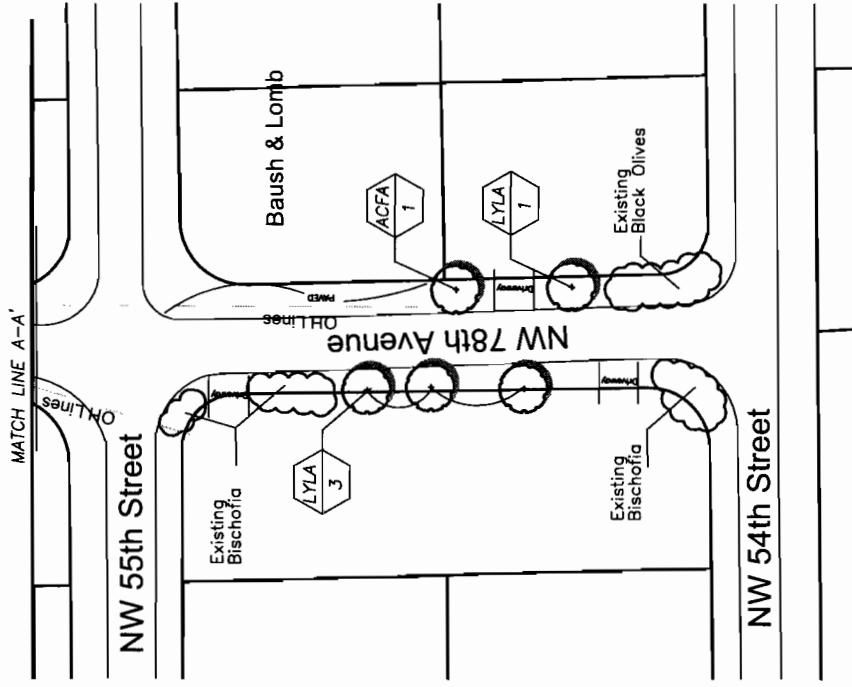 MATCH LINE A-A'
OH Lines
NW 55th Street
Baush & Lomb
PAVED
OH Lines
NW 78th Avenue
ACFA
1
LYLA
1
Driveway
Existing
Black Olives
Driveway
Existing
Bischofia
LYLA
3
Driveway
Existing
Bischofia
NW 54th Street